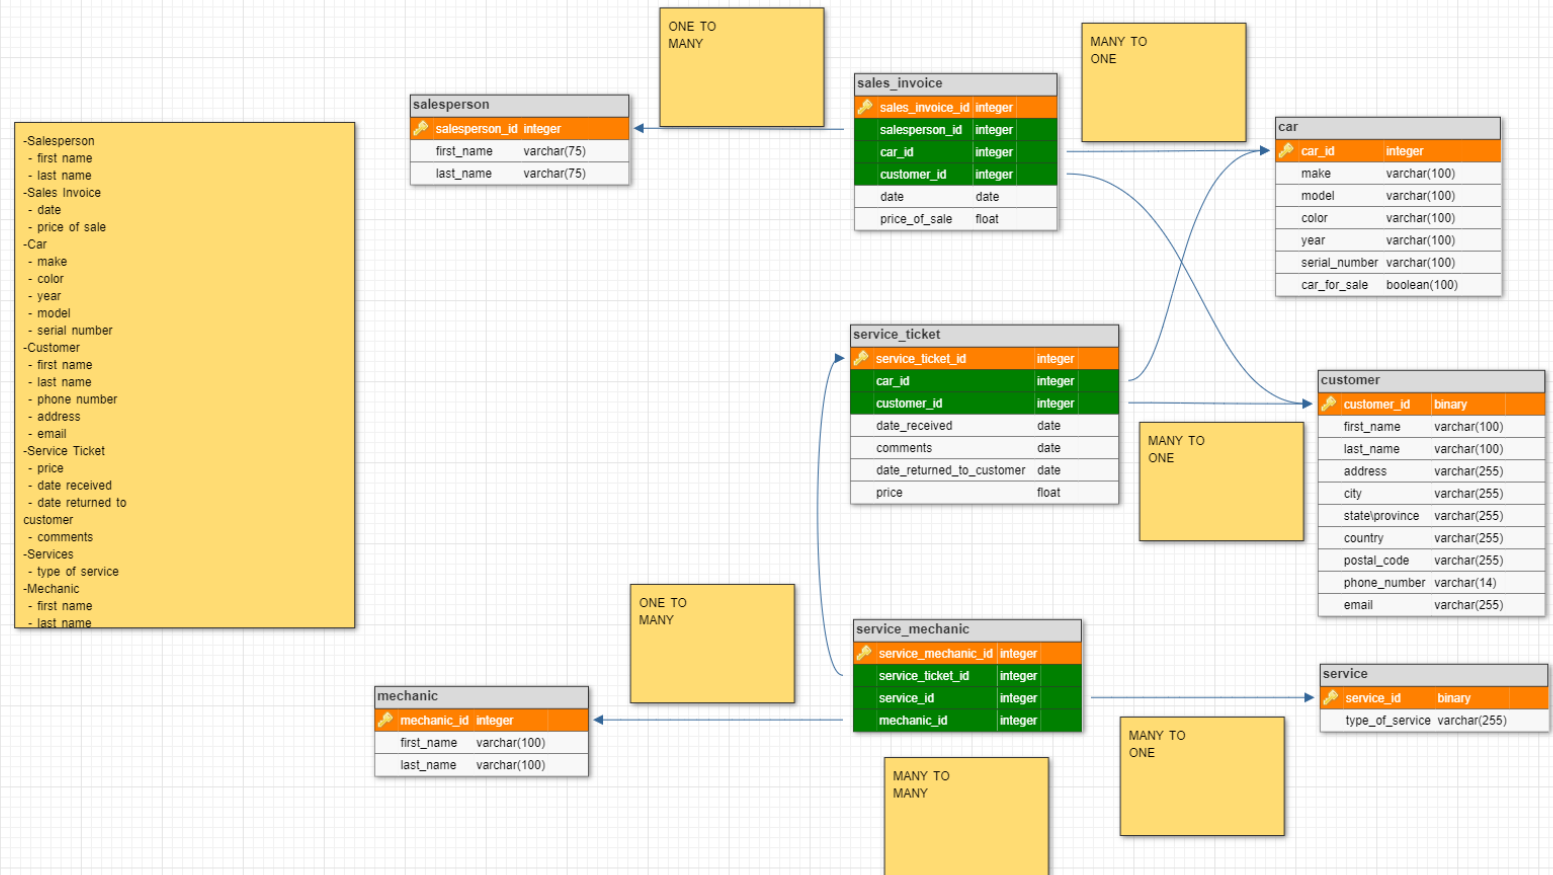 ONE TO
MANY
MANY TO
ONE
-Salesperson
- first name
- last name
-Sales Invoice
- date
- price of sale
-Car
- make
- color
- year
- model
- serial number
-Customer
- first name
- last name
- phone number
- address
- email
-Service Ticket
- price
- date received
- date returned to
customer
- comments
-Services
- type of service
-Mechanic
- first name
- last name
salesperson
salesperson_id integer
first_name varchar(75)
last_name varchar(75)
sales_invoice
sales_invoice_id integer
salesperson_id integer
car_id integer
customer_id integer
date date
price_of_sale float
car
car_id integer
make varchar(100)
model varchar(100)
color varchar(100)
year varchar(100)
serial_number varchar(100)
car_for_sale boolean(100)
service_ticket
service_ticket_id integer
car_id integer
customer_id integer
date_received date
comments date
date_returned_to_customer date
price float
customer
customer_id binary
first_name varchar(100)
last_name varchar(100)
address varchar(255)
city varchar(255)
state\province varchar(255)
country varchar(255)
postal_code varchar(255)
phone_number varchar(14)
email varchar(255)
MANY TO
ONE
ONE TO
MANY
service_mechanic
service_mechanic_id integer
service_ticket_id integer
service_id integer
mechanic_id integer
mechanic
mechanic_id integer
first_name varchar(100)
last_name varchar(100)
service
service_id binary
type_of_service varchar(255)
MANY TO
ONE
MANY TO
MANY